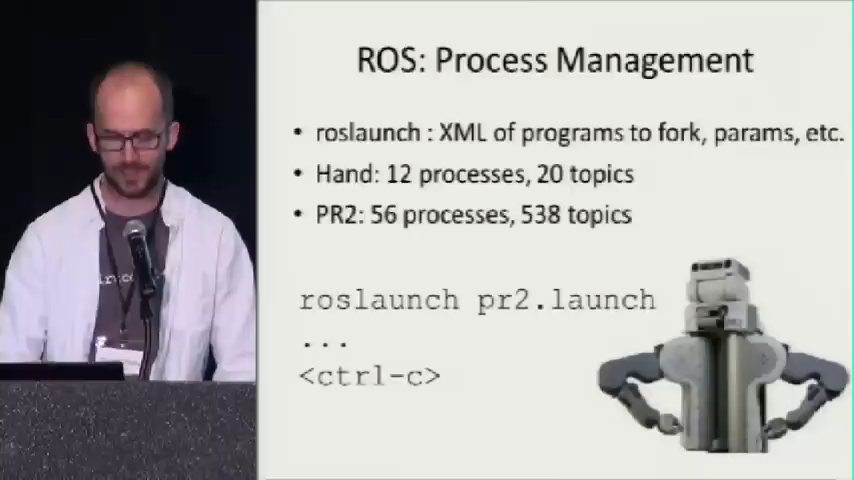 ROS: Process Management
• roslaunch : XML of programs to fork, params, etc.
• Hand: 12 processes, 20 topics
• PR2: 56 processes, 538 topics
roslaunch pr2.launch
...
<ctrl-c>